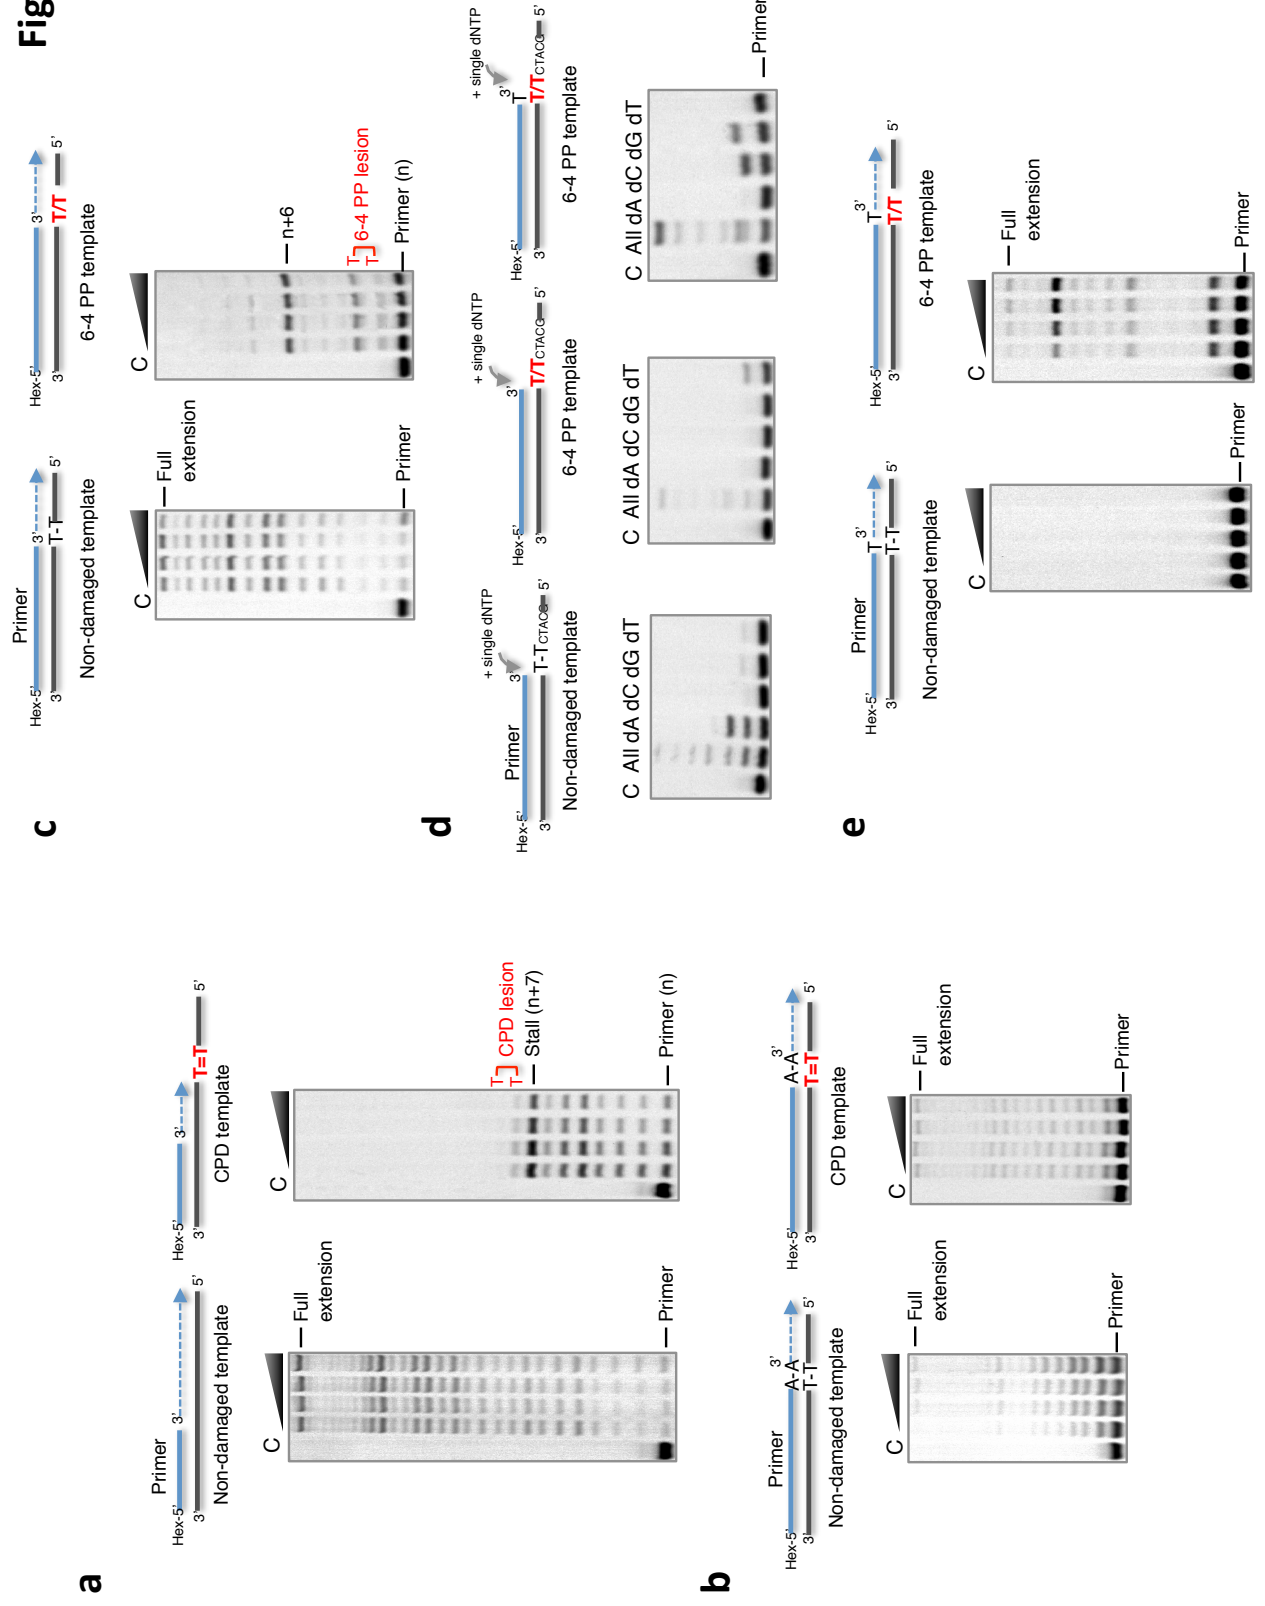 Fig
a
Primer
Hex-5’
3’
3’
5’
Non-damaged template
C
Full
extension
Primer
Hex-5’
3’
3’
T=T
5’
CPD template
C
T
T
CPD lesion
Stall (n+7)
Primer (n)
b
Primer
Hex-5’
3’
A-A
3’
T-T
5’
Non-damaged template
C
Full
extension
Primer
Hex-5’
3’
A-A
3’
T=T
5’
CPD template
C
Full
extension
Primer
c
Primer
Hex-5’
3’
3’
T-T
5’
Non-damaged template
C
Full
extension
Primer
Hex-5’
3’
3’
T/T
5’
6-4 PP template
C
n+6
T
T
6-4 PP lesion
Primer (n)
d
+ single dNTP
Primer
Hex-5’
3’
3’
T-TCTACG
5’
Non-damaged template
C All dA dC dG dT
+ single dNTP
Hex-5’
3’
3’
T/TCTACG
5’
6-4 PP template
C All dA dC dG dT
+ single dNTP
Hex-5’
3’
3’
T
T/TCTACG
5’
6-4 PP template
C All dA dC dG dT
Primer
e
Primer
Hex-5’
3’
T
3’
T-T
5’
Non-damaged template
C
Primer
Hex-5’
3’
T
3’
T/T
5’
6-4 PP template
C
Full
extension
Primer